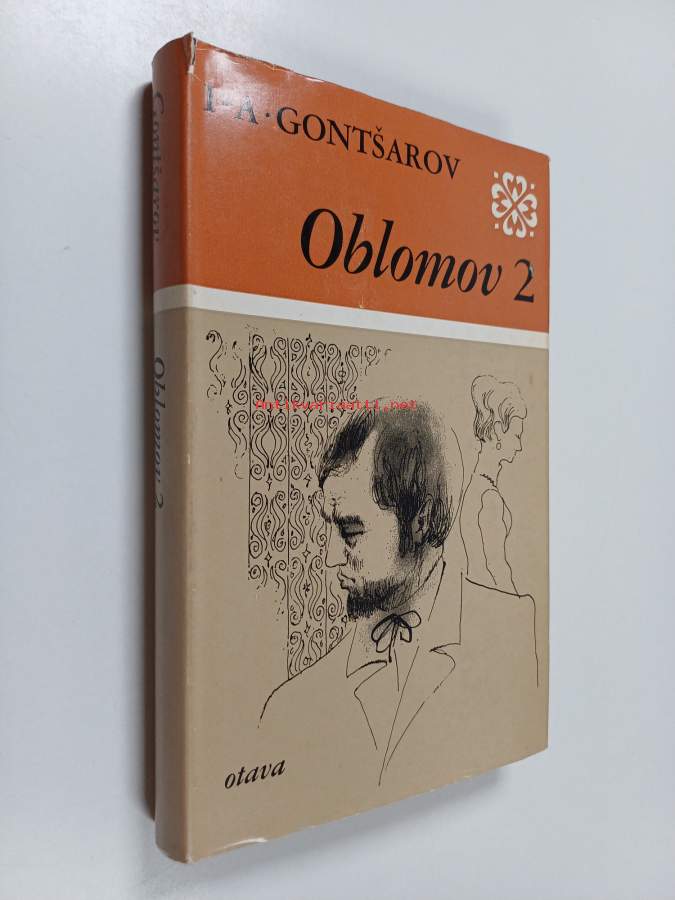 I · A · GONTŠAROV
Oblomov 2
Antikvariaatti.net
otava
Gontšarov
Oblomov 2